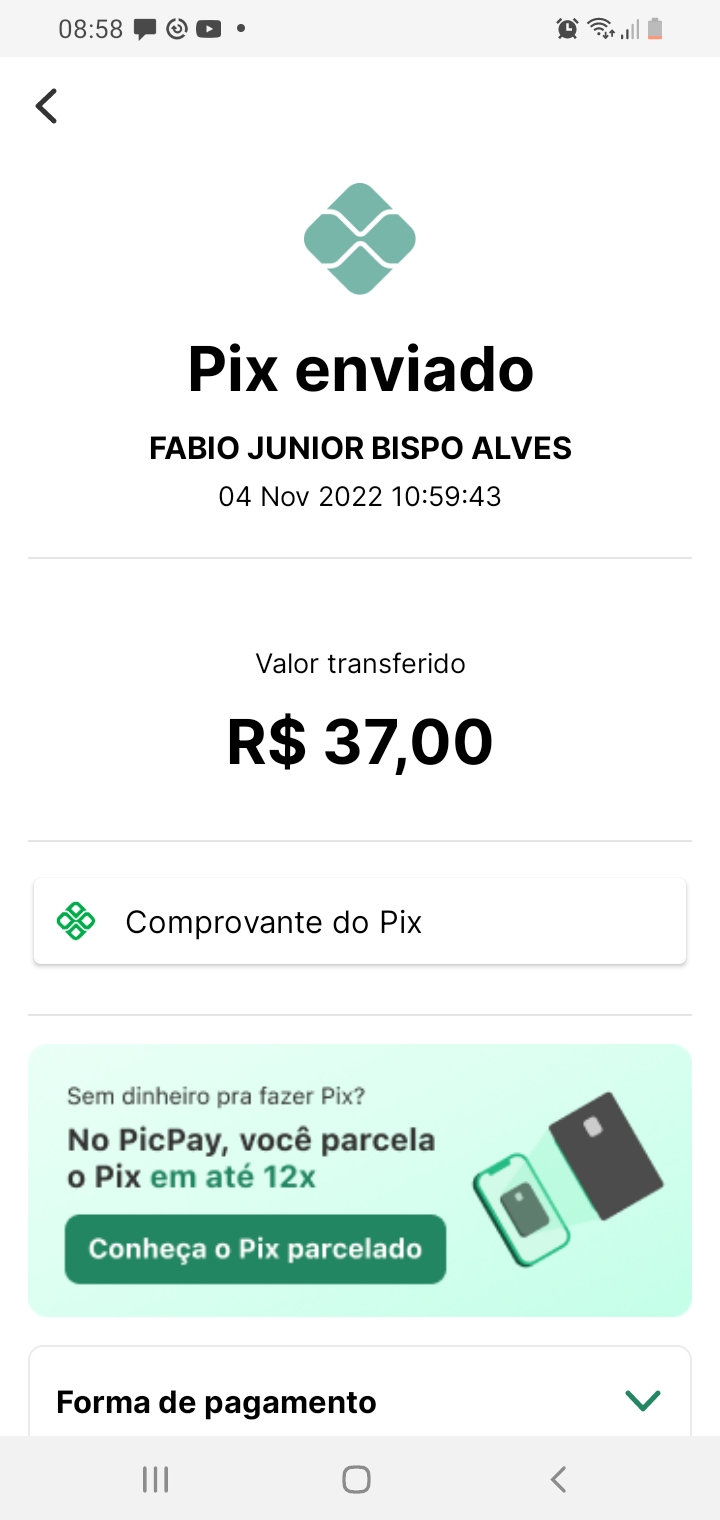 08:58
Pix enviado
FABIO JUNIOR BISPO ALVES
04 Nov 2022 10:59:43
Valor transferido
R$ 37,00
Comprovante do Pix
Sem dinheiro pra fazer Pix?
No PicPay, você parcela
o Pix em até 12x
Conheça o Pix parcelado
Forma de pagamento